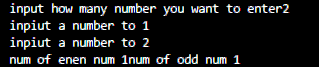 input how many number you want to enter2
inpiut a number to 1
inpiut a number to 2
num of enen num 1num of odd num 1